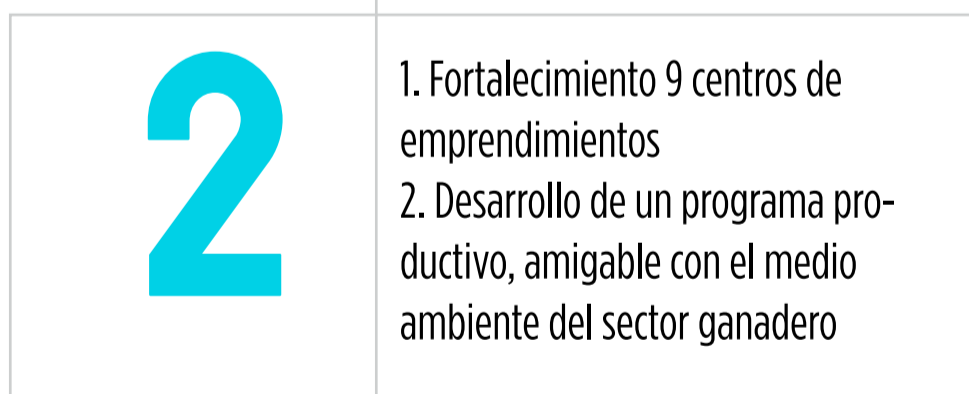 2
1. Fortalecimiento 9 centros de
emprendimientos
2. Desarrollo de un programa pro-
ductivo, amigable con el medio
ambiente del sector ganadero